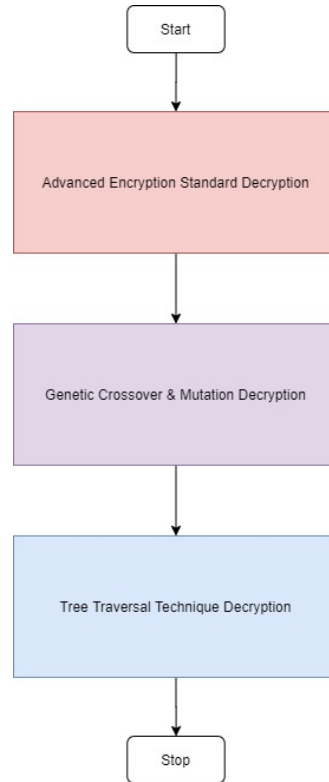 Start
Advanced Encryption Standard Decryption
Genetic Crossover & Mutation Decryption
Tree Traversal Technique Decryption
Stop